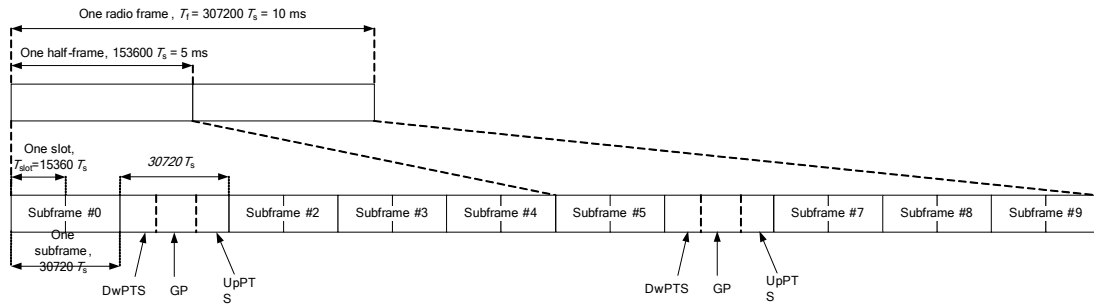 One radio frame , Tf = 307200 Ts = 10 ms
One half-frame, 153600 Ts = 5 ms
One slot,
Tslot=15360 Ts
30720 Ts
Subframe #0
Subframe #2
Subframe #3
Subframe #4
Subframe #5
Subframe #7
Subframe #8
Subframe #9
One
subframe ,
30720 Ts
DwPTS
GP
UpPT
S
DwPTS
GP
UpPT
S